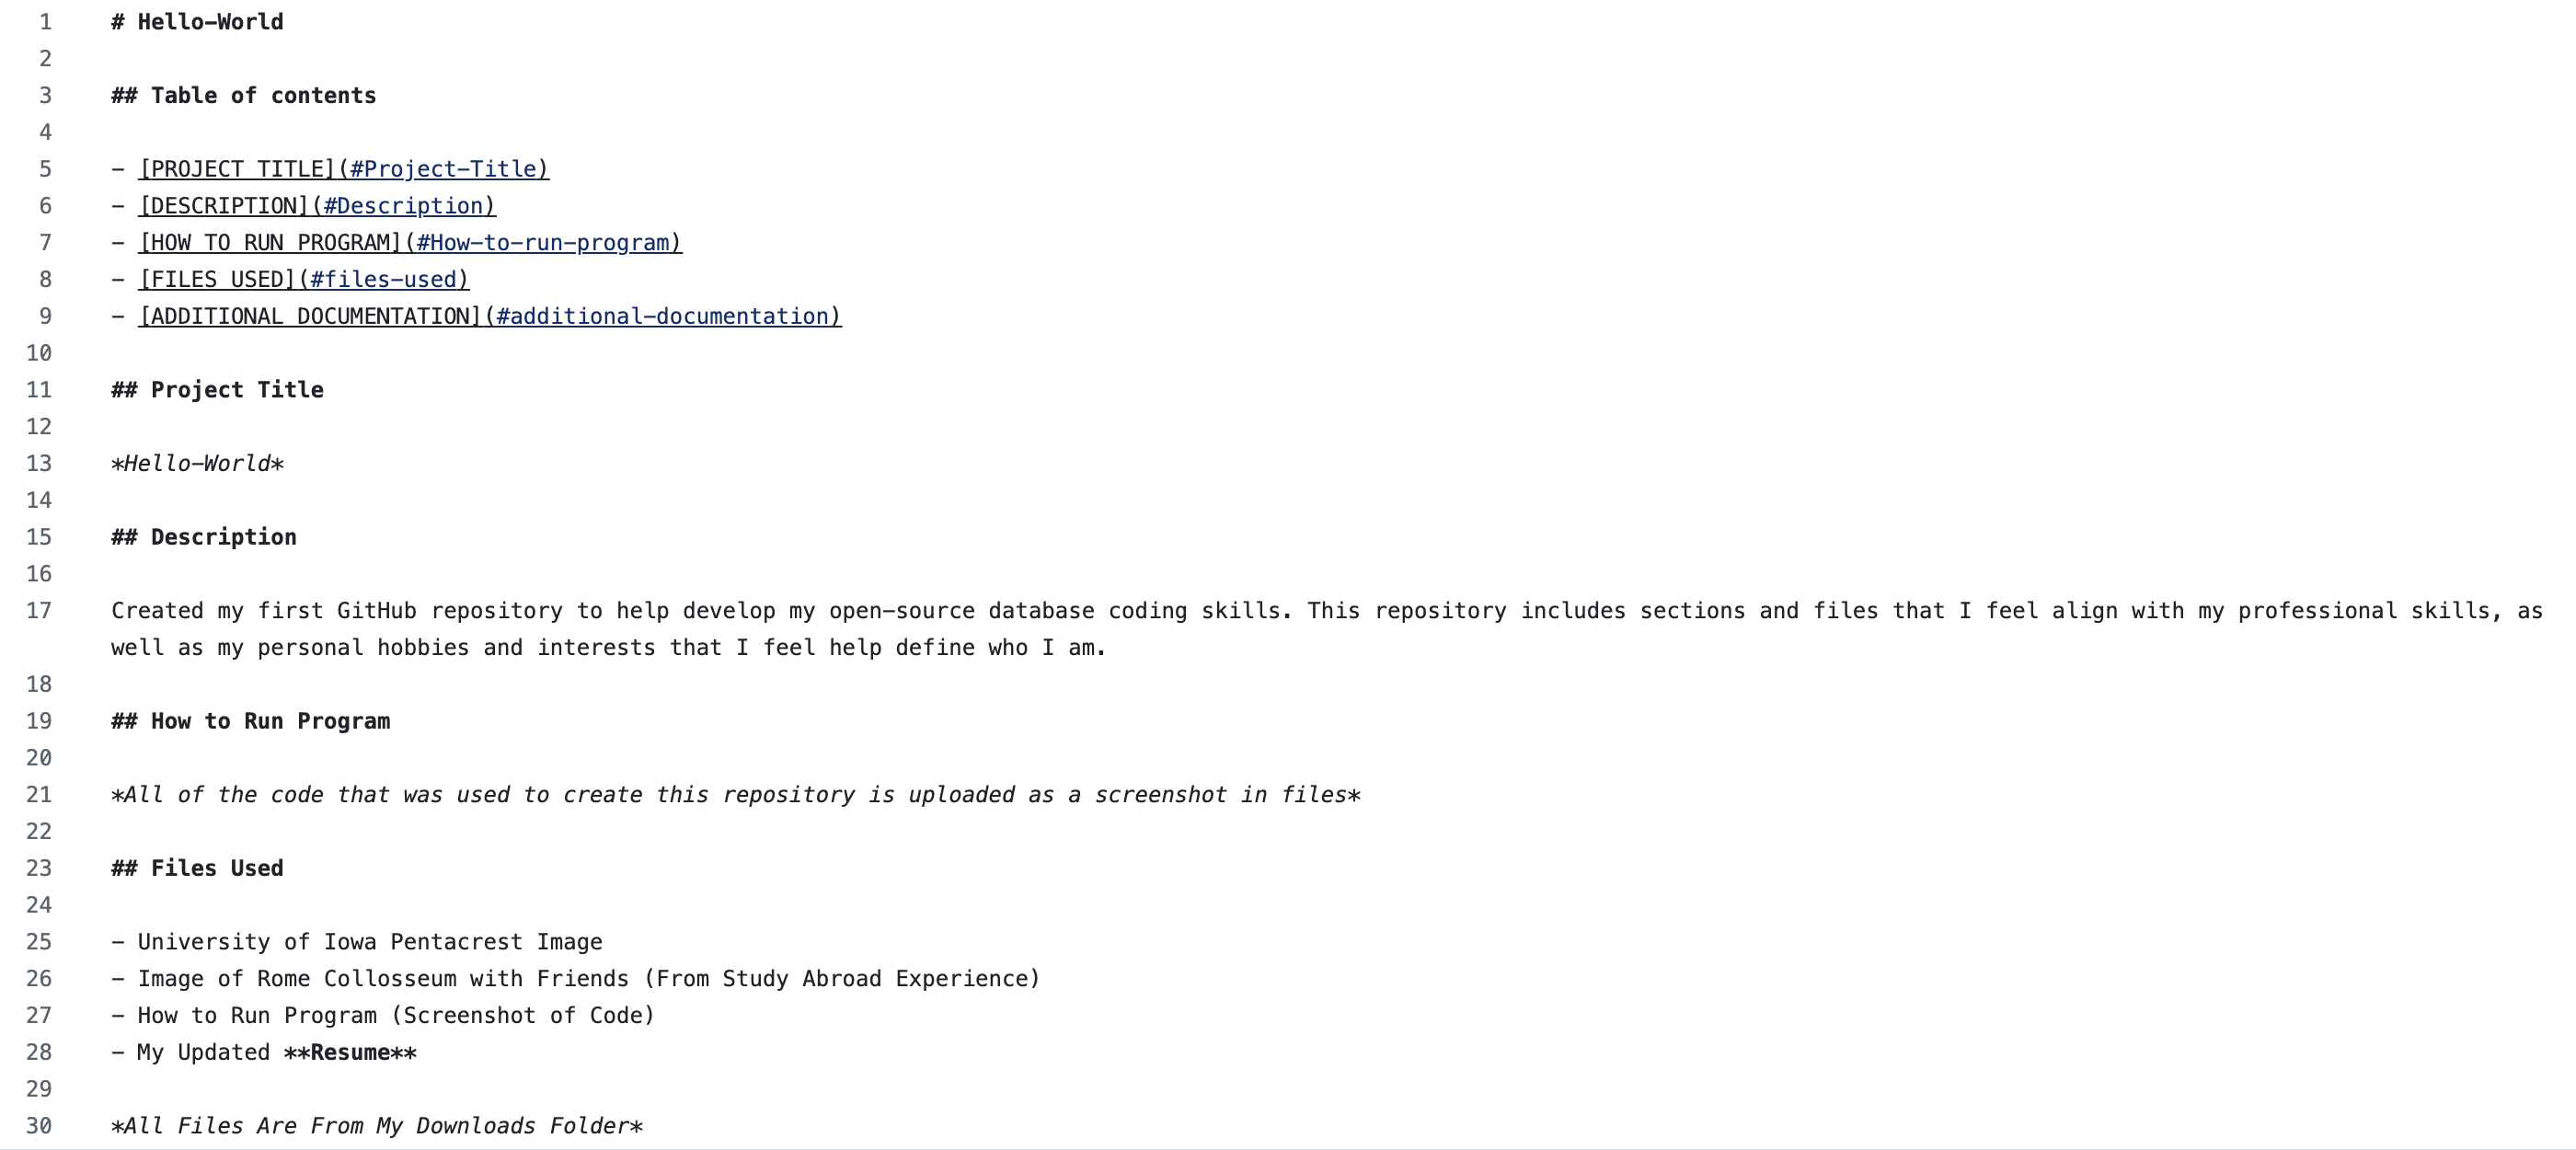 1 # Hello-World
2
3 ## Table of contents
4
5 - [PROJECT TITLE](#Project-Title)
6 - [DESCRIPTION](#Description)
7 - [HOW TO RUN PROGRAM](#How-to-run-program)
8 - [FILES USED](#files-used)
9 - [ADDITIONAL DOCUMENTATION](#additional-documentation)
10
11 ## Project Title
12
13 *Hello-World*
14
15 ## Description
16
17 Created my first GitHub repository to help develop my open-source database coding skills. This repository includes sections and files that I feel align with my professional skills, as
well as my personal hobbies and interests that I feel help define who I am.
18
19 ## How to Run Program
20
21 *All of the code that was used to create this repository is uploaded as a screenshot in files*
22
23 ## Files Used
24
25 - University of Iowa Pentacrest Image
26 - Image of Rome Collosseum with Friends (From Study Abroad Experience)
27 - How to Run Program (Screenshot of Code)
28 - My Updated **Resume**
29
30 *All Files Are From My Downloads Folder*